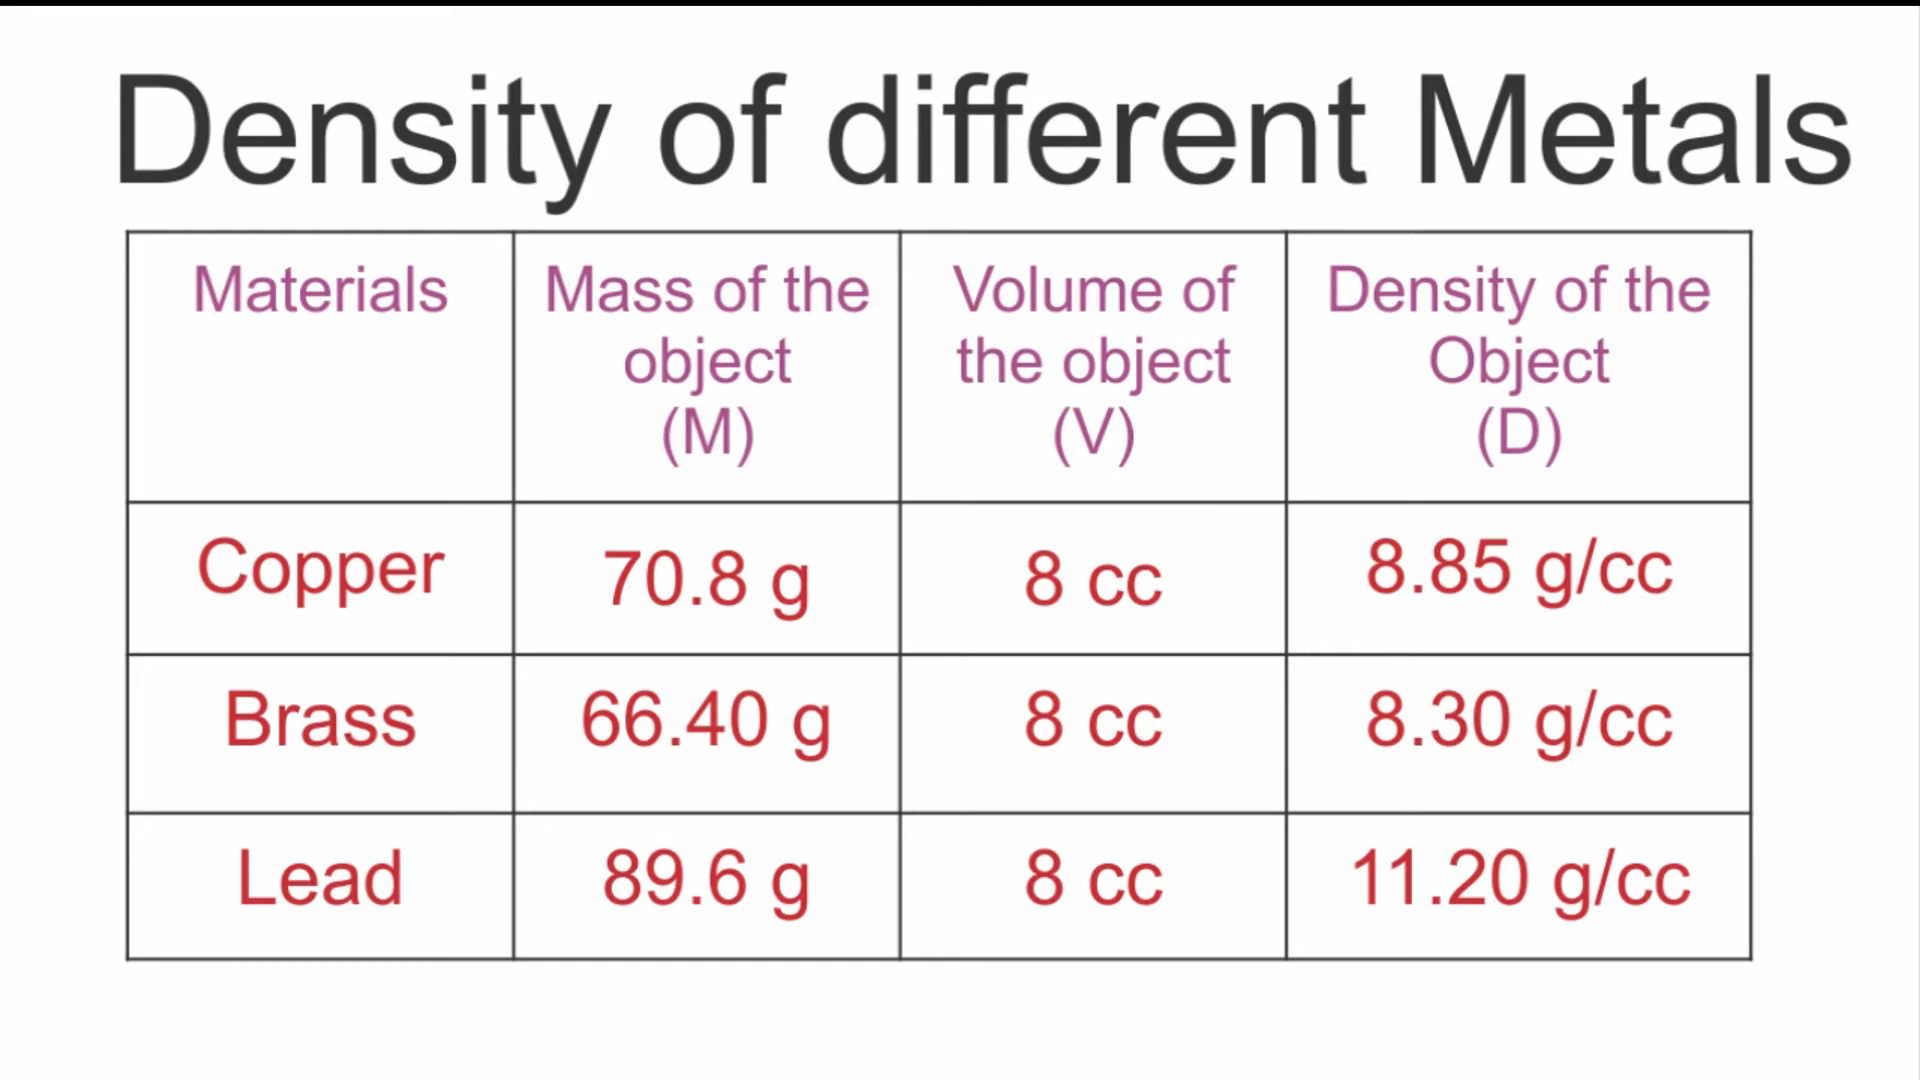 Density of different Metals
Materials
Mass of the
object
(M)
Volume of
the object
(V)
Density of the
Object
(D)
Copper
70.8 g
8 cc
8.85 g/cc
Brass
66.40 g
8 cc
8.30 g/cc
Lead
89.6 g
8 cc
11.20 g/cc